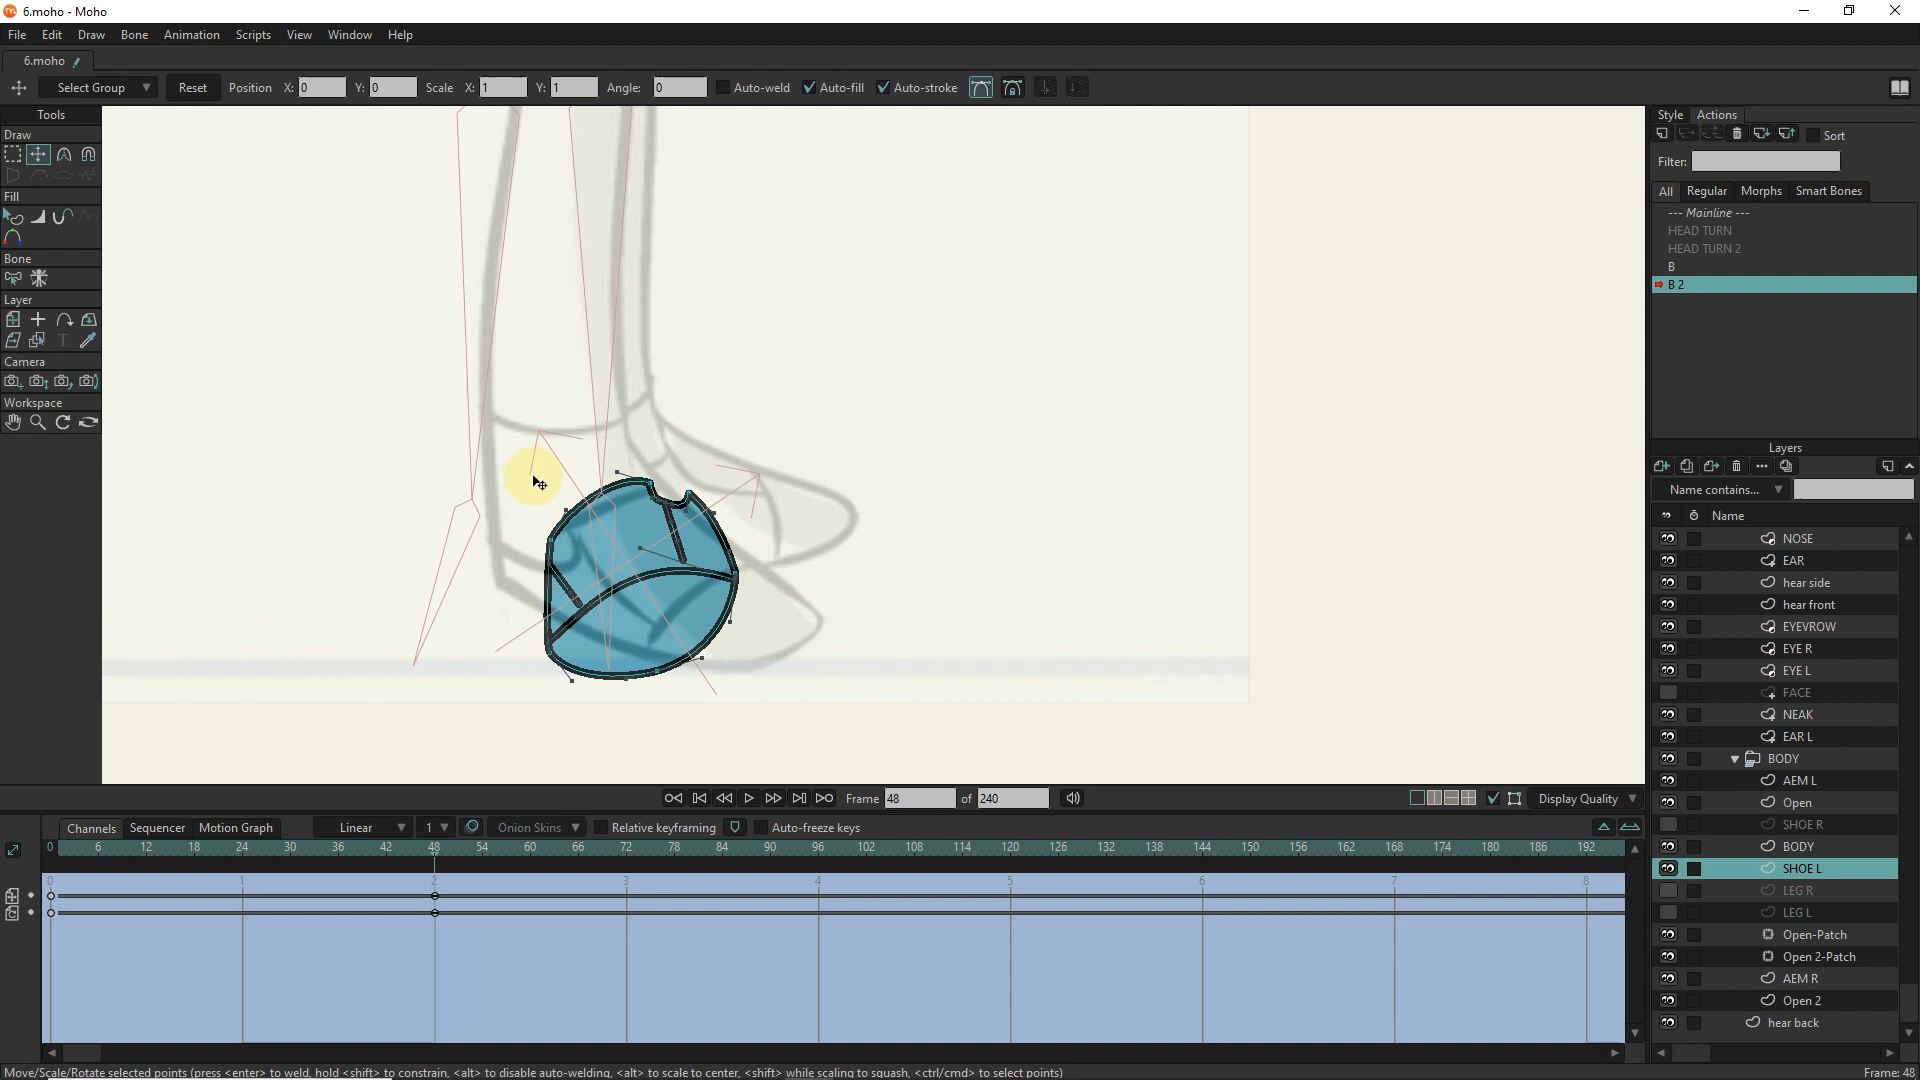 6.moho - Moho
File Edit Draw Bone Animation Scripts View Window Help
6.moho
Select Group Reset Position X: 0 Y: 0 Scale X: 1 Y: 1 Angle: 0 Auto-weld Auto-fill Auto-stroke
Tools
Draw
Fill
Bone
Layer
Camera
Workspace
Style Actions
Sort
Filter:
All Regular Morphs Smart Bones
--- Mainline ---
HEAD TURN
HEAD TURN 2
B
B 2
Layers
Name contains...
Name
NOSE
EAR
hear side
hear front
EYEVROW
EYE R
EYE L
FACE
NEAK
EAR L
BODY
AEM L
Open
SHOE R
BODY
SHOE L
LEG R
LEG L
Open-Patch
Open 2-Patch
AEM R
Open 2
hear back
Frame 48 of 240 Display Quality
Channels Sequencer Motion Graph Linear 1 Onion Skins Relative keyframing Auto-freeze keys
0 6 12 18 24 30 36 42 48 54 60 66 72 78 84 90 96 102 108 114 120 126 132 138 144 150 156 162 168 174 180 186 192
0 1 2 3 4 5 6 7 8
Move/Scale/Rotate selected points (press <enter> to weld, hold <shift> to constrain, <alt> to disable auto-welding, <alt> to scale to center, <shift> while scaling to squash, <ctrl/cmd> to select points) Frame: 48